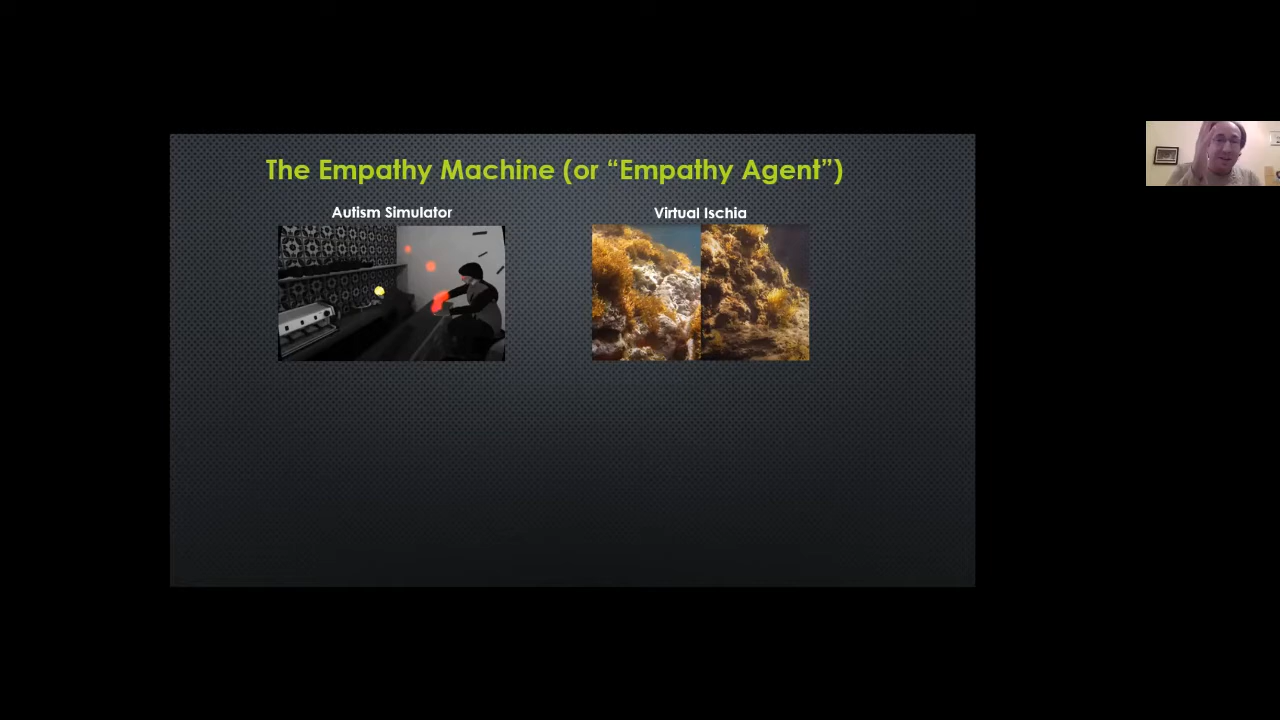 The Empathy Machine (or “Empathy Agent”)
Autism Simulator
Virtual Ischia